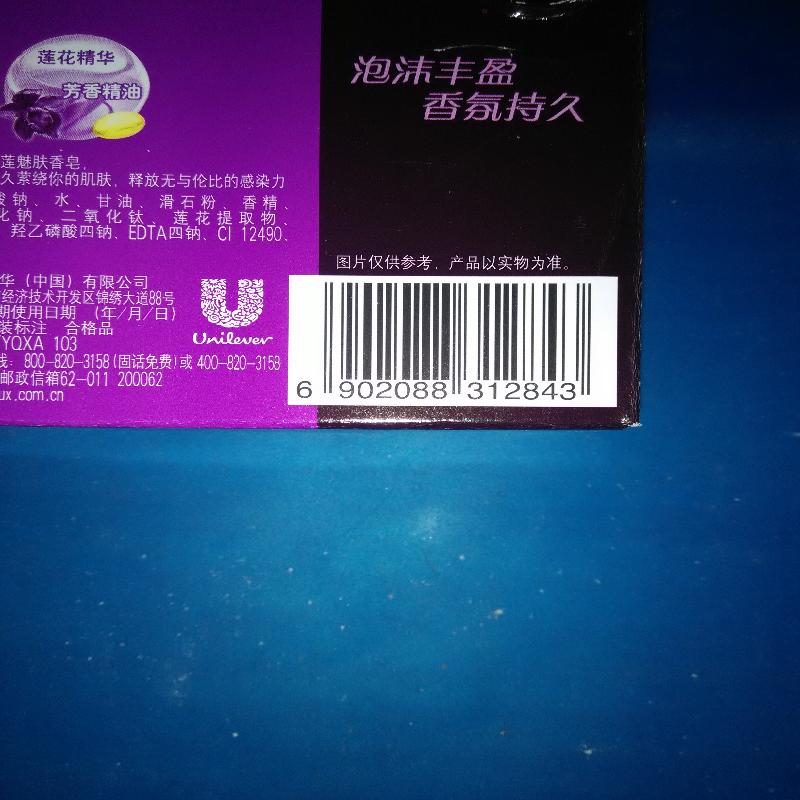 莲花精华
芳香精油
泡沫丰盈
香氛持久
莲魅肤香皂，
久萦绕你的肌肤，释放无与伦比的感染力
酸钠、水、甘油、滑石粉、香精、
化钠、二氧化钛、莲花提取物、
羟乙磷酸四钠、EDTA四钠、CI 12490、
图片仅供参考，产品以实物为准。
华（中国）有限公司
经济技术开发区锦绣大道88号
期使用日期 （年/月/日）
装标注 合格品
YQXA 103
线： 800-820-3158(固话免费)或 400-820-3158
邮政信箱62-011 200062
ux.com.cn
Unilever
6 902088 312843